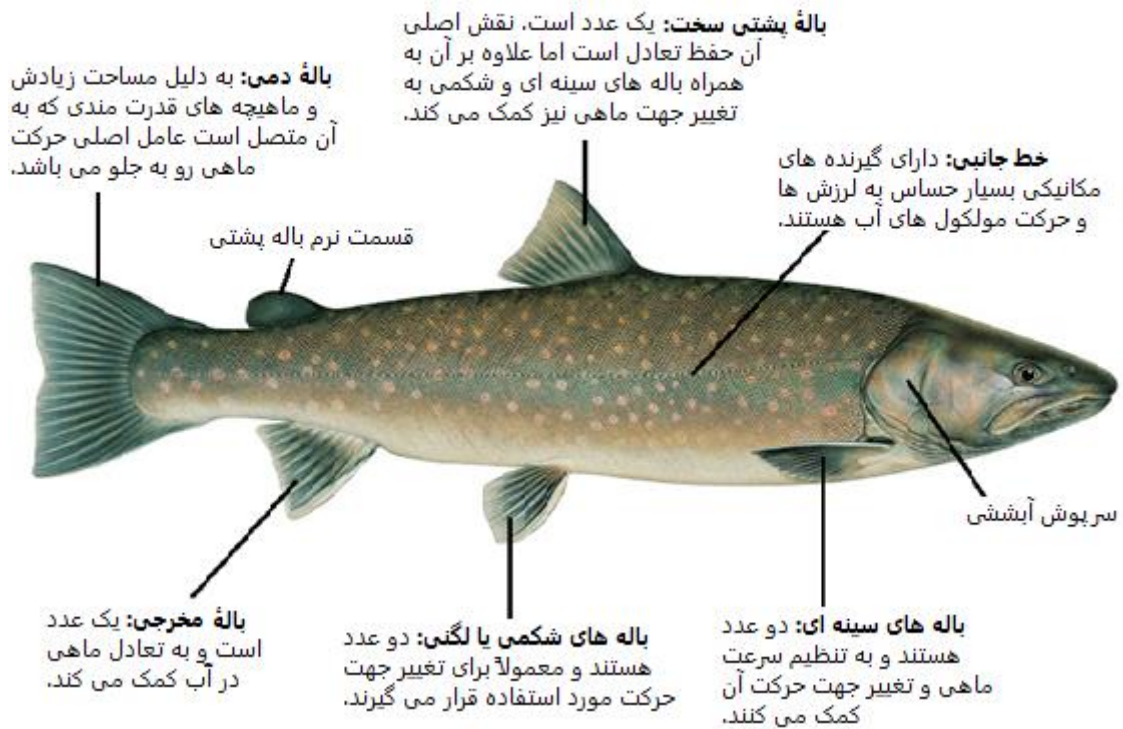 بالهٔ پشتی سخت: یک عدد است. نقش اصلی
آن حفظ تعادل است اما علاوه بر آن به
همراه باله های سینه ای و شکمی به
تغییر جهت ماهی نیز کمک می کند.
بالهٔ دمی: به دلیل مساحت زیادش
و ماهیچه های قدرت مندی که به
آن متصل است عامل اصلی حرکت
ماهی رو به جلو می باشد.
خط جانبی: دارای گیرنده های
مکانیکی بسیار حساس به لرزش ها
و حرکت مولکول های آب هستند.
قسمت نرم باله پشتی
سرپوش آبششی
باله های سینه ای: دو عدد
هستند و به تنظیم سرعت
ماهی و تغییر جهت حرکت آن
کمک می کنند.
باله های شکمی یا لگنی: دو عدد
هستند و معمولاً برای تغییر جهت
حرکت مورد استفاده قرار می گیرند.
بالهٔ مخرجی: یک عدد
است و به تعادل ماهی
در آب کمک می کند.